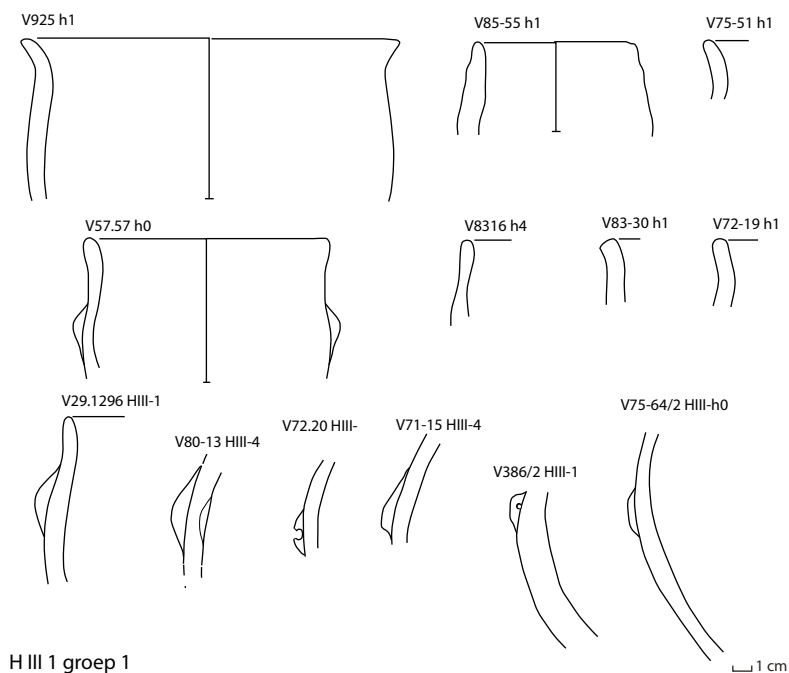 V925 h1
V85-55 h1
V75-51 h1
V57.57 h0
V8316 h4
V83-30 h1
V72-19 h1
V29.1296 HIII-1
V80-13 HIII-4
V72.20 HIII-
V71-15 HIII-4
V386/2 HIII-1
V75-64/2 HIII-h0
H III 1 groep 1
1 cm